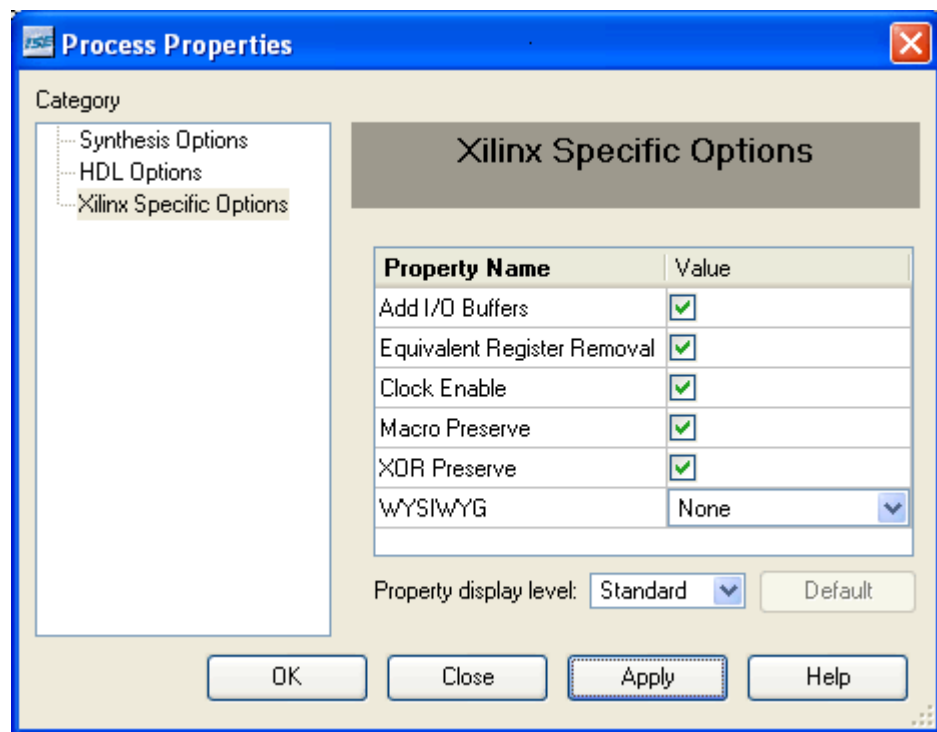 ISE Process Properties
Category
Synthesis Options
HDL Options
Xilinx Specific Options
Xilinx Specific Options
Property Name Value
Add I/O Buffers
Equivalent Register Removal
Clock Enable
Macro Preserve
XOR Preserve
WYSIWYG None
Property display level: Standard Default
OK Close Apply Help